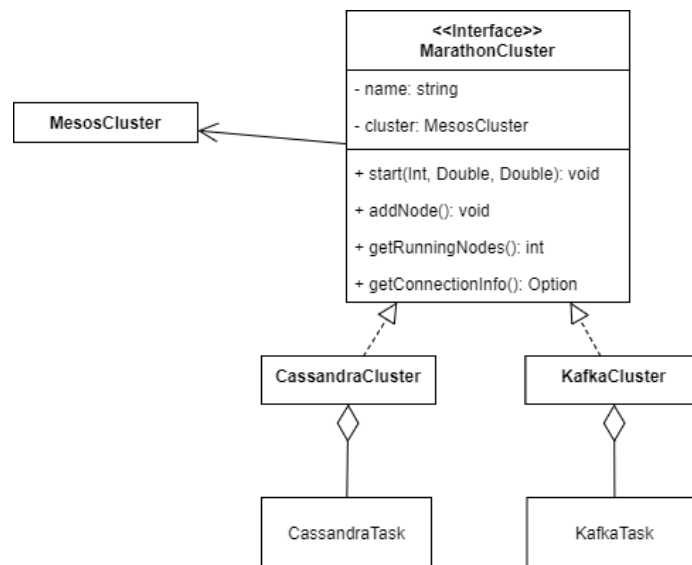 <<Interface>>
MarathonCluster
- name: string
- cluster: MesosCluster
MesosCluster
+ start(Int, Double, Double): void
+ addNode(): void
+ getRunningNodes(): int
+ getConnectionInfo(): Option
CassandraCluster
KafkaCluster
CassandraTask
KafkaTask